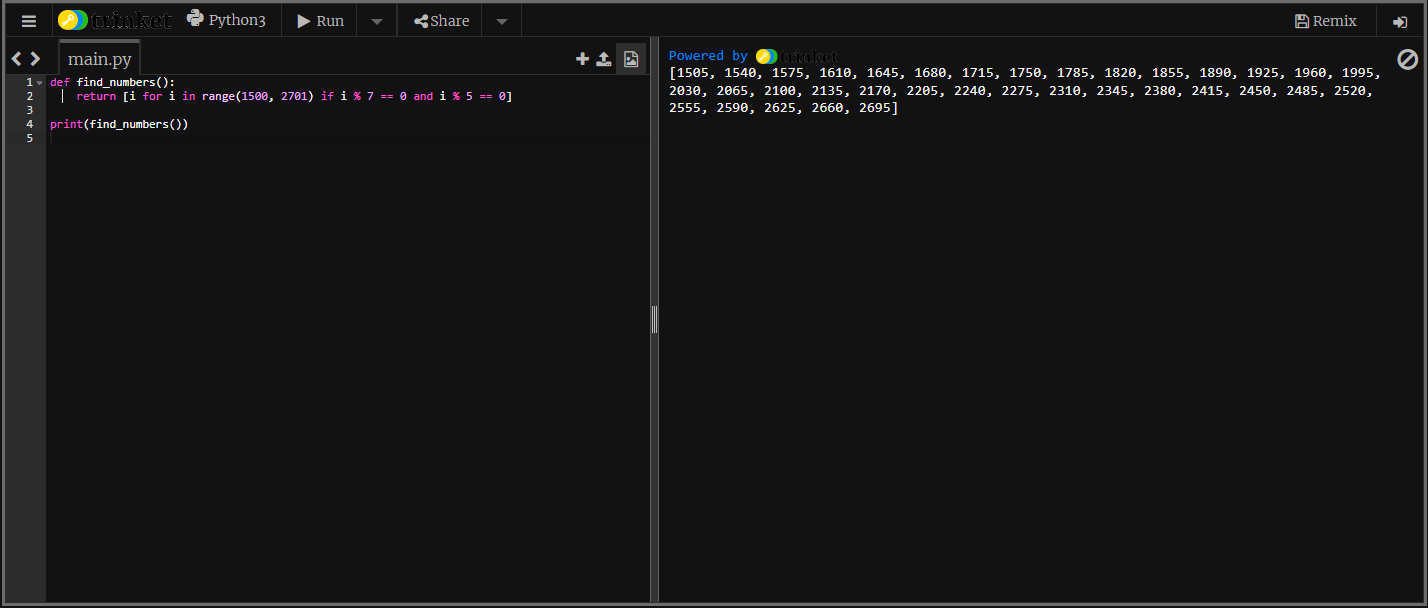 trinket Python3 Run Share Remix
main.py
1 def find_numbers():
2 return [i for i in range(1500, 2701) if i % 7 == 0 and i % 5 == 0]
3
4 print(find_numbers())
5
Powered by trinket
[1505, 1540, 1575, 1610, 1645, 1680, 1715, 1750, 1785, 1820, 1855, 1890, 1925, 1960, 1995,
2030, 2065, 2100, 2135, 2170, 2205, 2240, 2275, 2310, 2345, 2380, 2415, 2450, 2485, 2520,
2555, 2590, 2625, 2660, 2695]